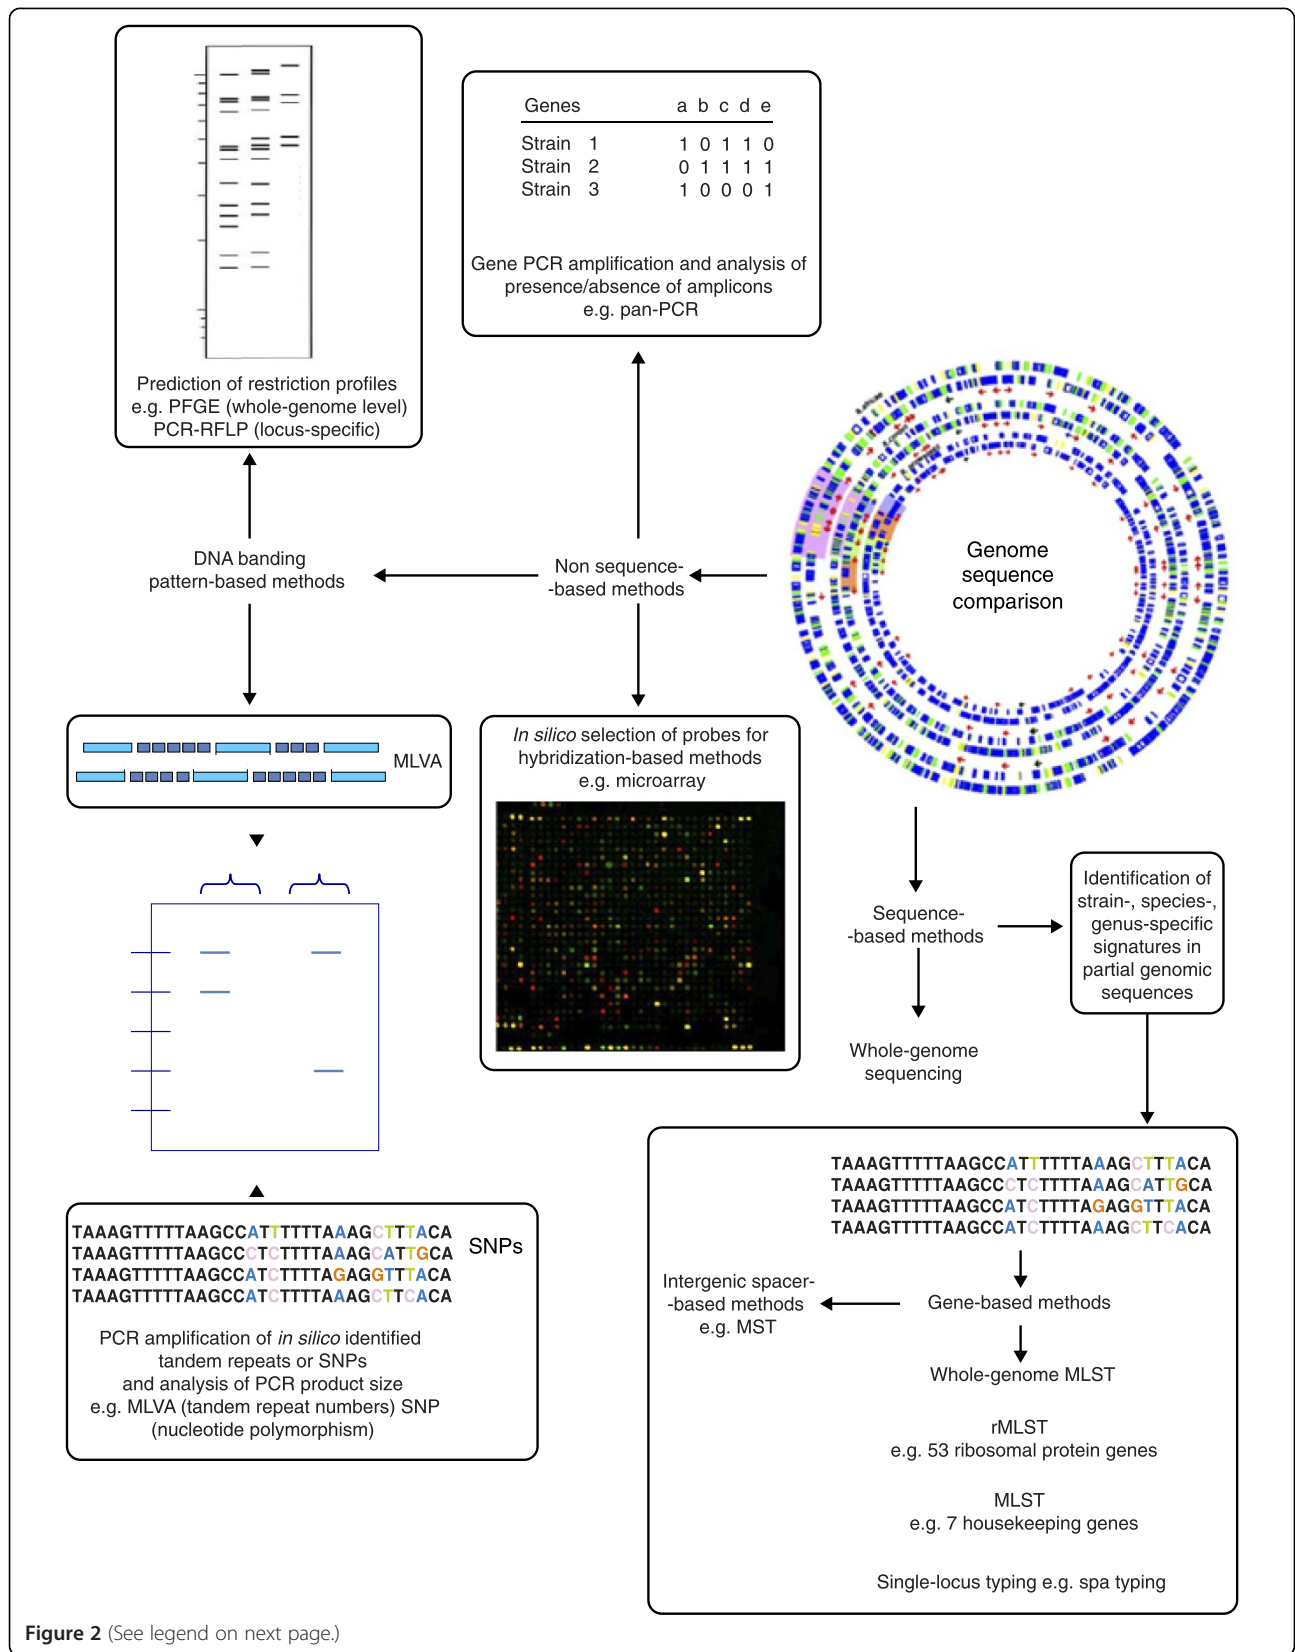 Prediction of restriction profiles
e.g. PFGE (whole-genome level)
PCR-RFLP (locus-specific)
Genes a b c d e
Strain 1 1 0 1 1 0
Strain 2 0 1 1 1 1
Strain 3 1 0 0 0 1
Gene PCR amplification and analysis of
presence/absence of amplicons
e.g. pan-PCR
DNA banding
pattern-based methods
Non sequence-
-based methods
Genome
sequence
comparison
MLVA
In silico selection of probes for
hybridization-based methods
e.g. microarray
Sequence-
-based methods
Identification of
strain-, species-,
genus-specific
signatures in
partial genomic
sequences
Whole-genome
sequencing
TAAAGTTTTTAAGCCATTTTTTAAAGCTTTACA
TAAAGTTTTTAAGCCCTCTTTTAAAGCATTGCA
TAAAGTTTTTAAGCCATCTTTTAGAGGTTTACA
TAAAGTTTTTAAGCCATCTTTTAAAGCTTCACA
SNPs
PCR amplification of in silico identified
tandem repeats or SNPs
and analysis of PCR product size
e.g. MLVA (tandem repeat numbers) SNP
(nucleotide polymorphism)
TAAAGTTTTTAAGCCATTTTTTAAAGCTTTACA
TAAAGTTTTTAAGCCCTCTTTTAAAGCATTGCA
TAAAGTTTTTAAGCCATCTTTTAGAGGTTTACA
TAAAGTTTTTAAGCCATCTTTTAAAGCTTCACA
Intergenic spacer-
-based methods
e.g. MST
Gene-based methods
Whole-genome MLST
rMLST
e.g. 53 ribosomal protein genes
MLST
e.g. 7 housekeeping genes
Single-locus typing e.g. spa typing
Figure 2 (See legend on next page.)